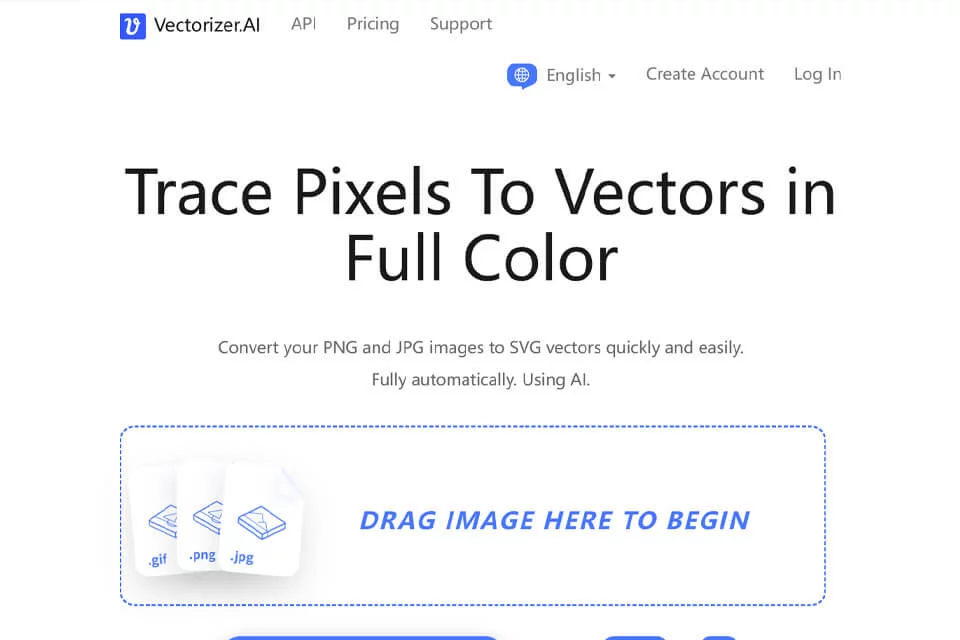 Vectorizer.AI API Pricing Support
English Create Account Log In
Trace Pixels To Vectors in
Full Color
Convert your PNG and JPG images to SVG vectors quickly and easily.
Fully automatically. Using AI.
.gif .png .jpg
DRAG IMAGE HERE TO BEGIN